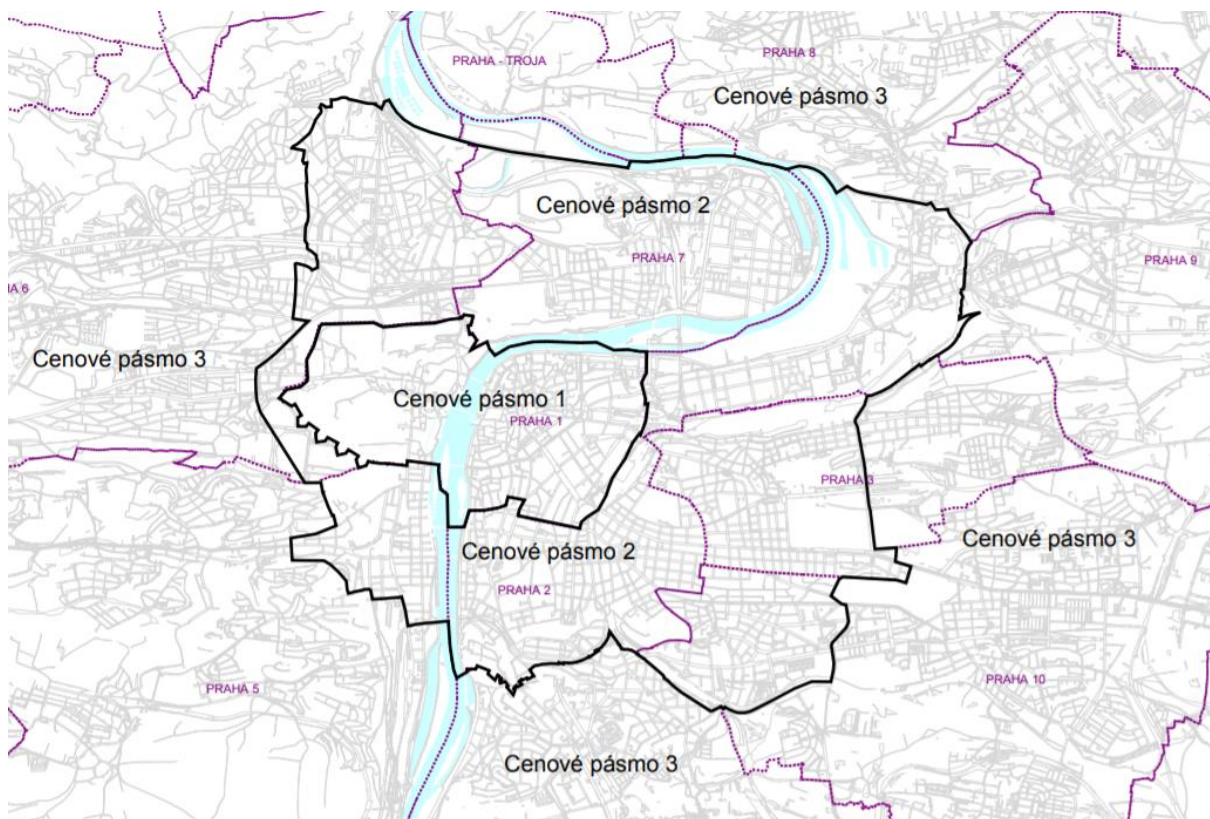 PRAHA 8
PRAHA - TROJA
Cenové pásmo 3
Cenové pásmo 2
PRAHA 7
PRAHA 9
HA 6
Cenové pásmo 3
Cenové pásmo 1
PRAHA 1
PRAHA 3
Cenové pásmo 3
Cenové pásmo 2
PRAHA 2
PRAHA 10
PRAHA 5
Cenové pásmo 3